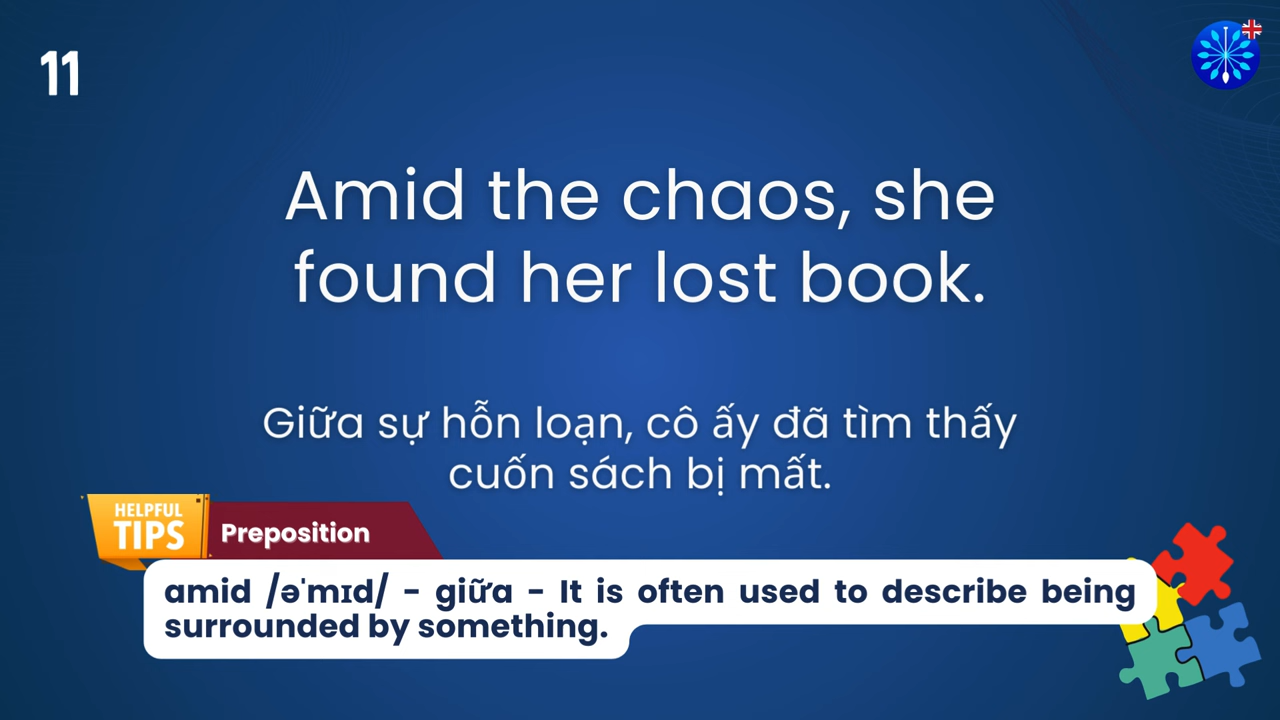 11
Amid the chaos, she
found her lost book.
Giữa sự hỗn loạn, cô ấy đã tìm thấy
cuốn sách bị mất.
HELPFUL
TIPS
Preposition
amid /əˈmɪd/ - giữa - It is often used to describe being
surrounded by something.